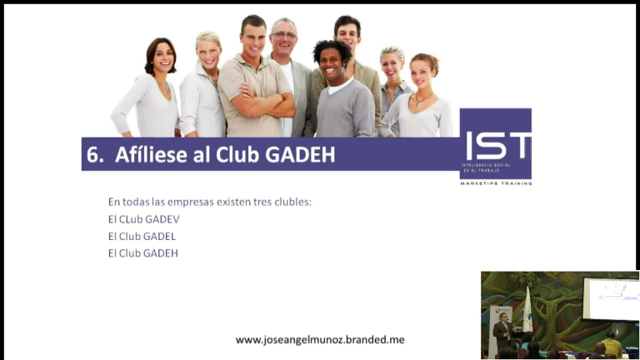 6. Afíliese al Club GADEH
IST
INTELIGENCIA SOCIAL
EN EL TRABAJO
MARKETIPS TRAINING
En todas las empresas existen tres clubles:
El CLub GADEV
El Club GADEL
El Club GADEH
www.joseangelmunoz.branded.me